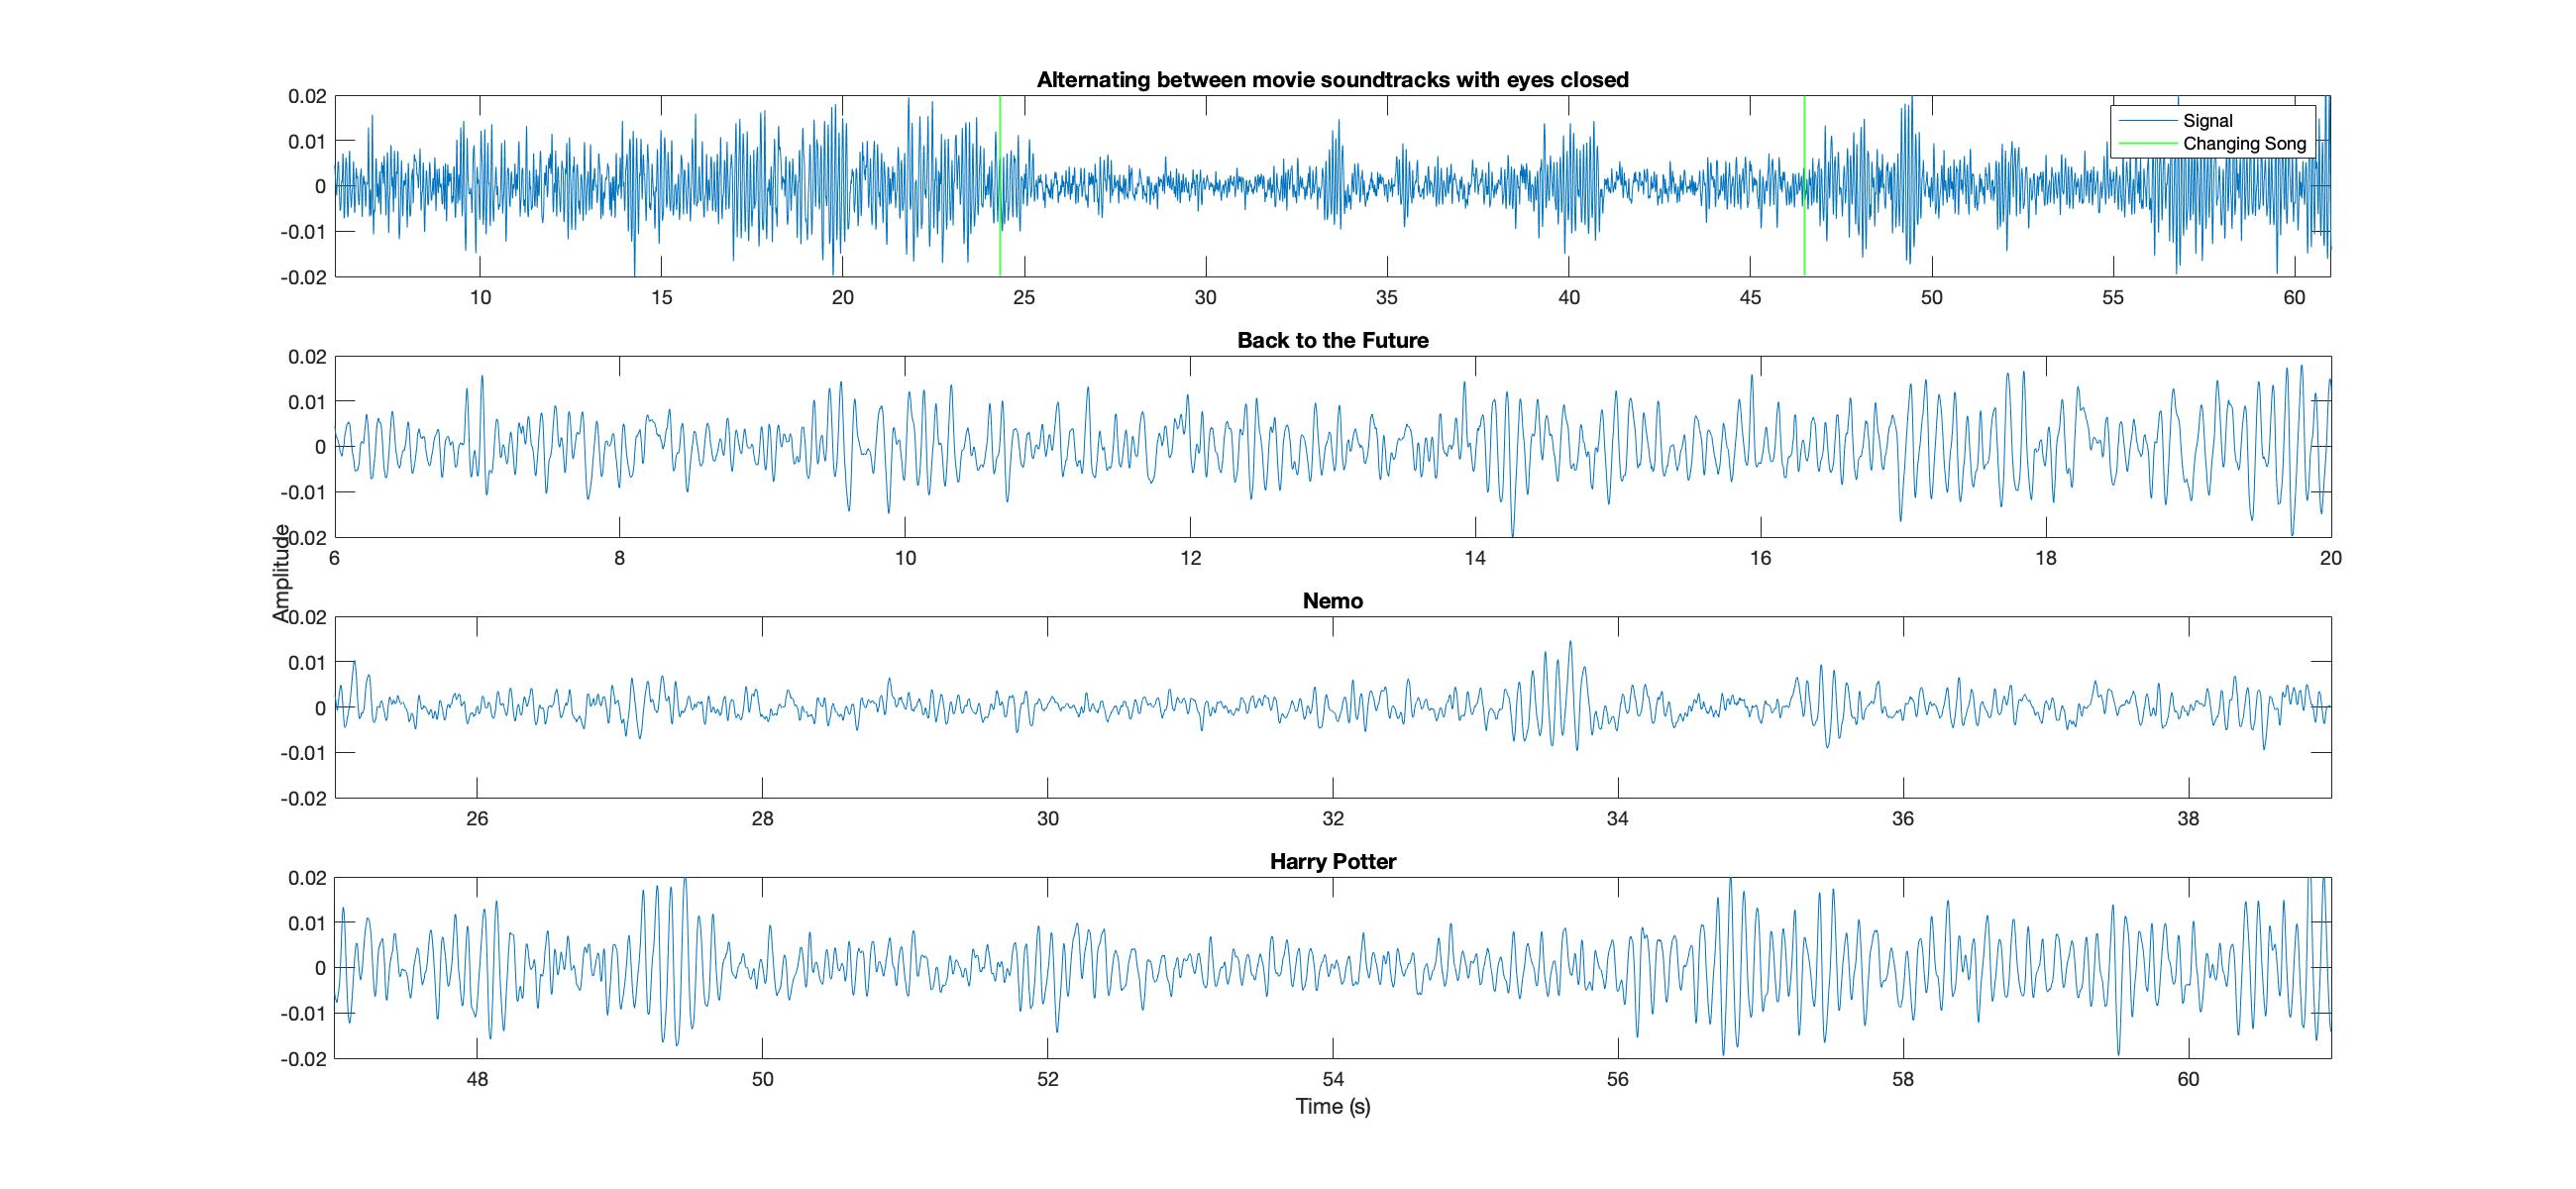 Alternating between movie soundtracks with eyes closed
0.02
0.01
0
-0.01
-0.02
Signal
Changing Song
10 15 20 25 30 35 40 45 50 55 60
Back to the Future
0.02
0.01
0
-0.01
0.02
6 8 10 12 14 16 18 20
Amplitude
Nemo
0.02
0.01
0
-0.01
-0.02
26 28 30 32 34 36 38
Harry Potter
0.02
0.01
0
-0.01
-0.02
48 50 52 54 56 58 60
Time (s)